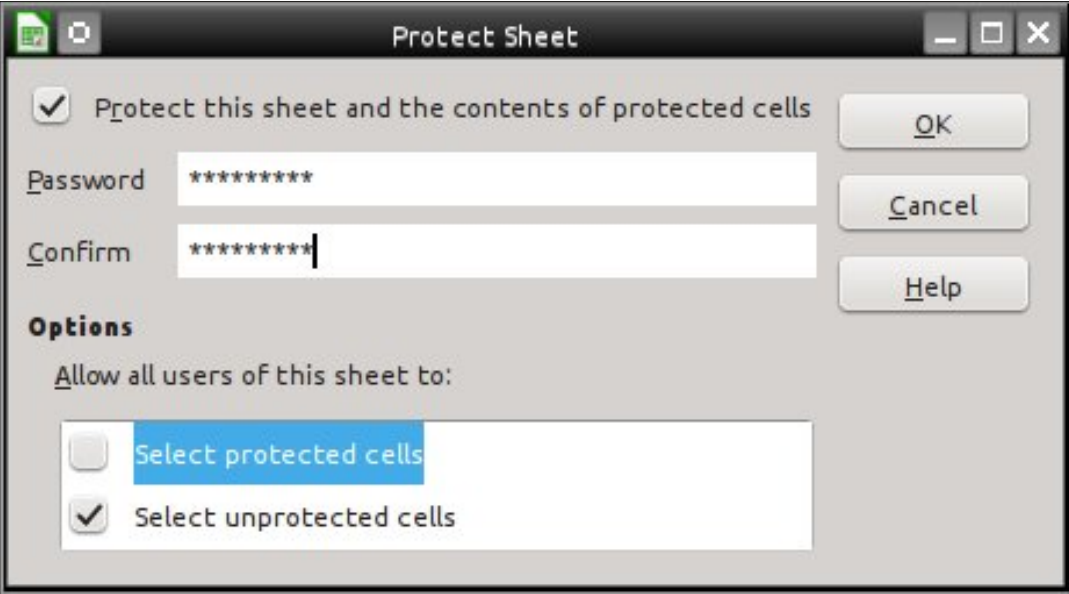 Protect Sheet
Protect this sheet and the contents of protected cells
OK
Password *********
Cancel
Confirm *********
Help
Options
Allow all users of this sheet to:
Select protected cells
Select unprotected cells